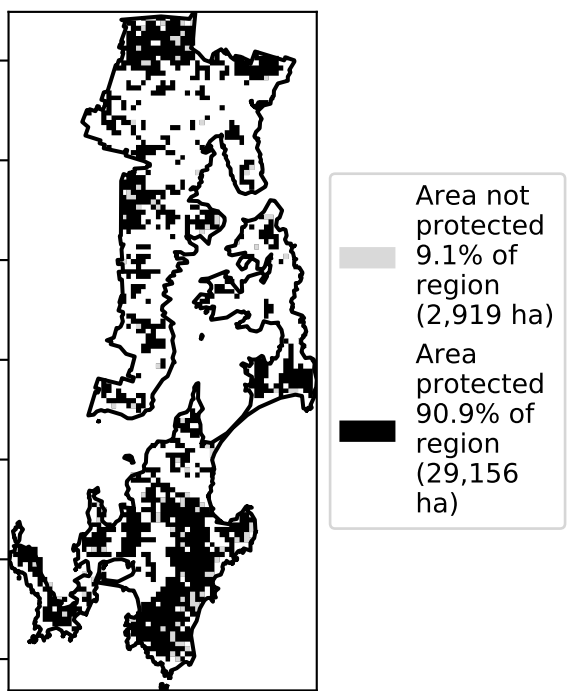 Area not
protected
9.1% of
region
(2,919 ha)
Area
protected
90.9% of
region
(29,156
ha)